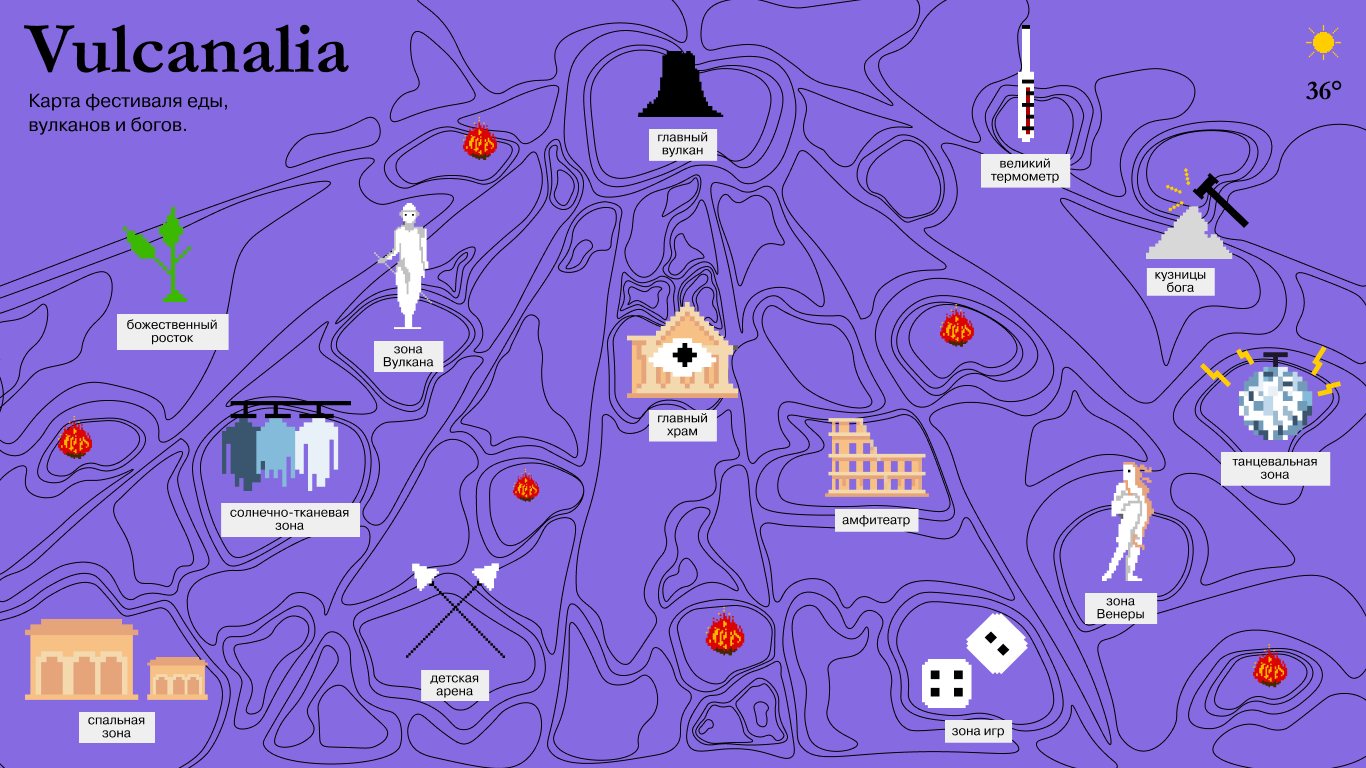 Vulcanalia
Карта фестиваля еды,
вулканов и богов.
36°
главный
вулкан
великий
термометр
кузницы
бога
божественный
росток
зона
Вулкана
главный
храм
танцевальная
зона
солнечно-тканевая
зона
амфитеатр
зона
Венеры
детская
арена
спальная
зона
зона игр